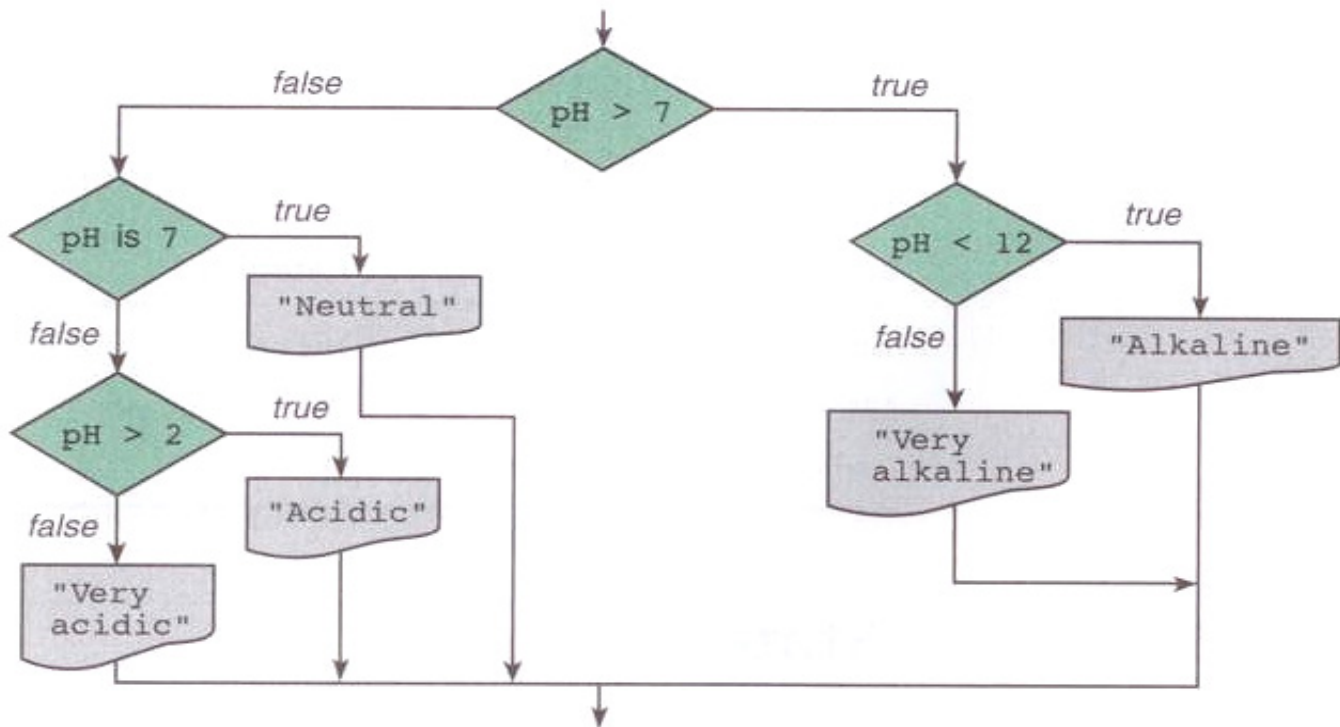 false
true
pH > 7
pH is 7
true
pH < 12
true
"Neutral"
false
false
"Alkaline"
pH > 2
true
"Very
alkaline"
false
"Acidic"
"Very
acidic"